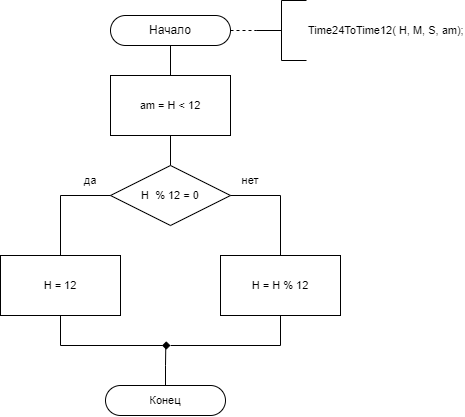 Начало
Time24ToTime12( H, M, S, am);
am = H < 12
да
H % 12 = 0
нет
H = 12
H = H % 12
Конец